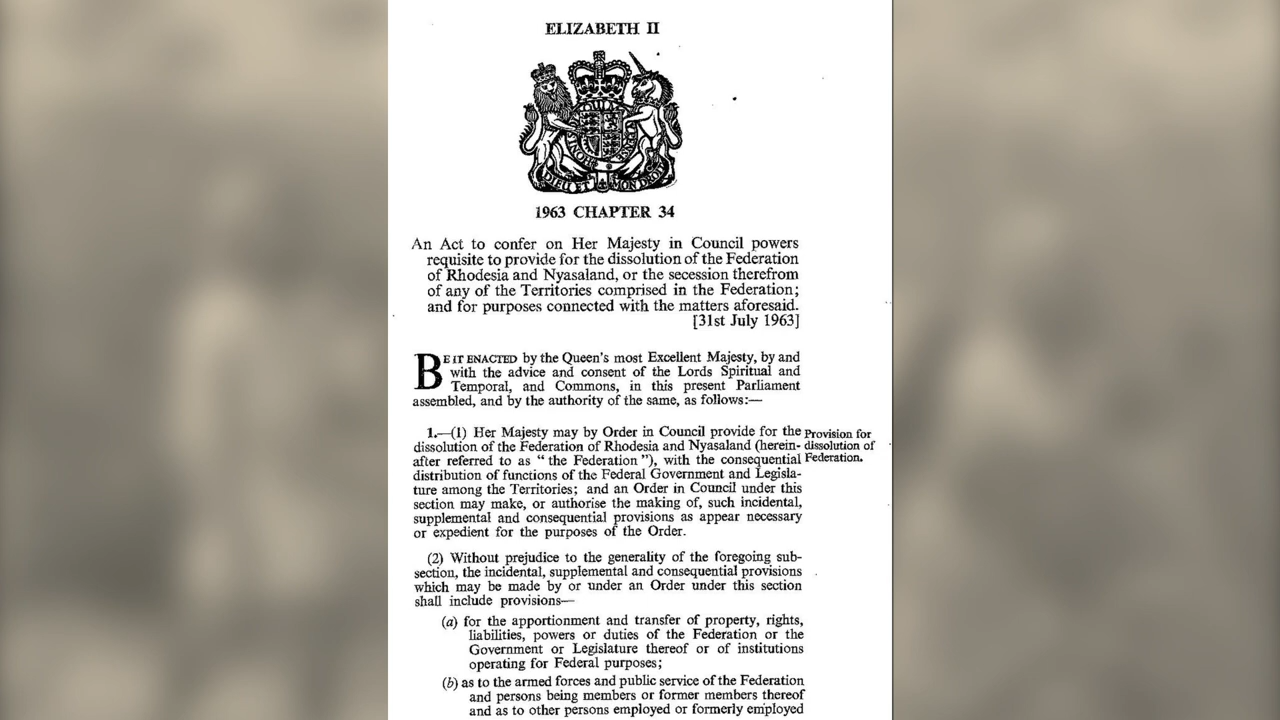 ELIZABETH II
DIEU ET MON DROIT
1963 CHAPTER 34
An Act to confer on Her Majesty in Council powers
requisite to provide for the dissolution of the Federation
of Rhodesia and Nyasaland, or the secession therefrom
of any of the Territories comprised in the Federation;
and for purposes connected with the matters aforesaid.
[31st July 1963]
BE IT ENACTED by the Queen's most Excellent Majesty, by and
with the advice and consent of the Lords Spiritual and
Temporal, and Commons, in this present Parliament
assembled, and by the authority of the same, as follows:—
1.—(1) Her Majesty may by Order in Council provide for the
dissolution of the Federation of Rhodesia and Nyasaland (herein-
after referred to as “ the Federation ”), with the consequential
distribution of functions of the Federal Government and Legisla-
ture among the Territories; and an Order in Council under this
section may make, or authorise the making of, such incidental,
supplemental and consequential provisions as appear necessary
or expedient for the purposes of the Order.
Provision for
dissolution of
Federation.
(2) Without prejudice to the generality of the foregoing sub-
section, the incidental, supplemental and consequential provisions
which may be made by or under an Order under this section
shall include provisions—
(a) for the apportionment and transfer of property, rights,
liabilities, powers or duties of the Federation or the
Government or Legislature thereof or of institutions
operating for Federal purposes;
(b) as to the armed forces and public service of the Federation
and persons being members or former members thereof
and as to other persons employed or formerly employed